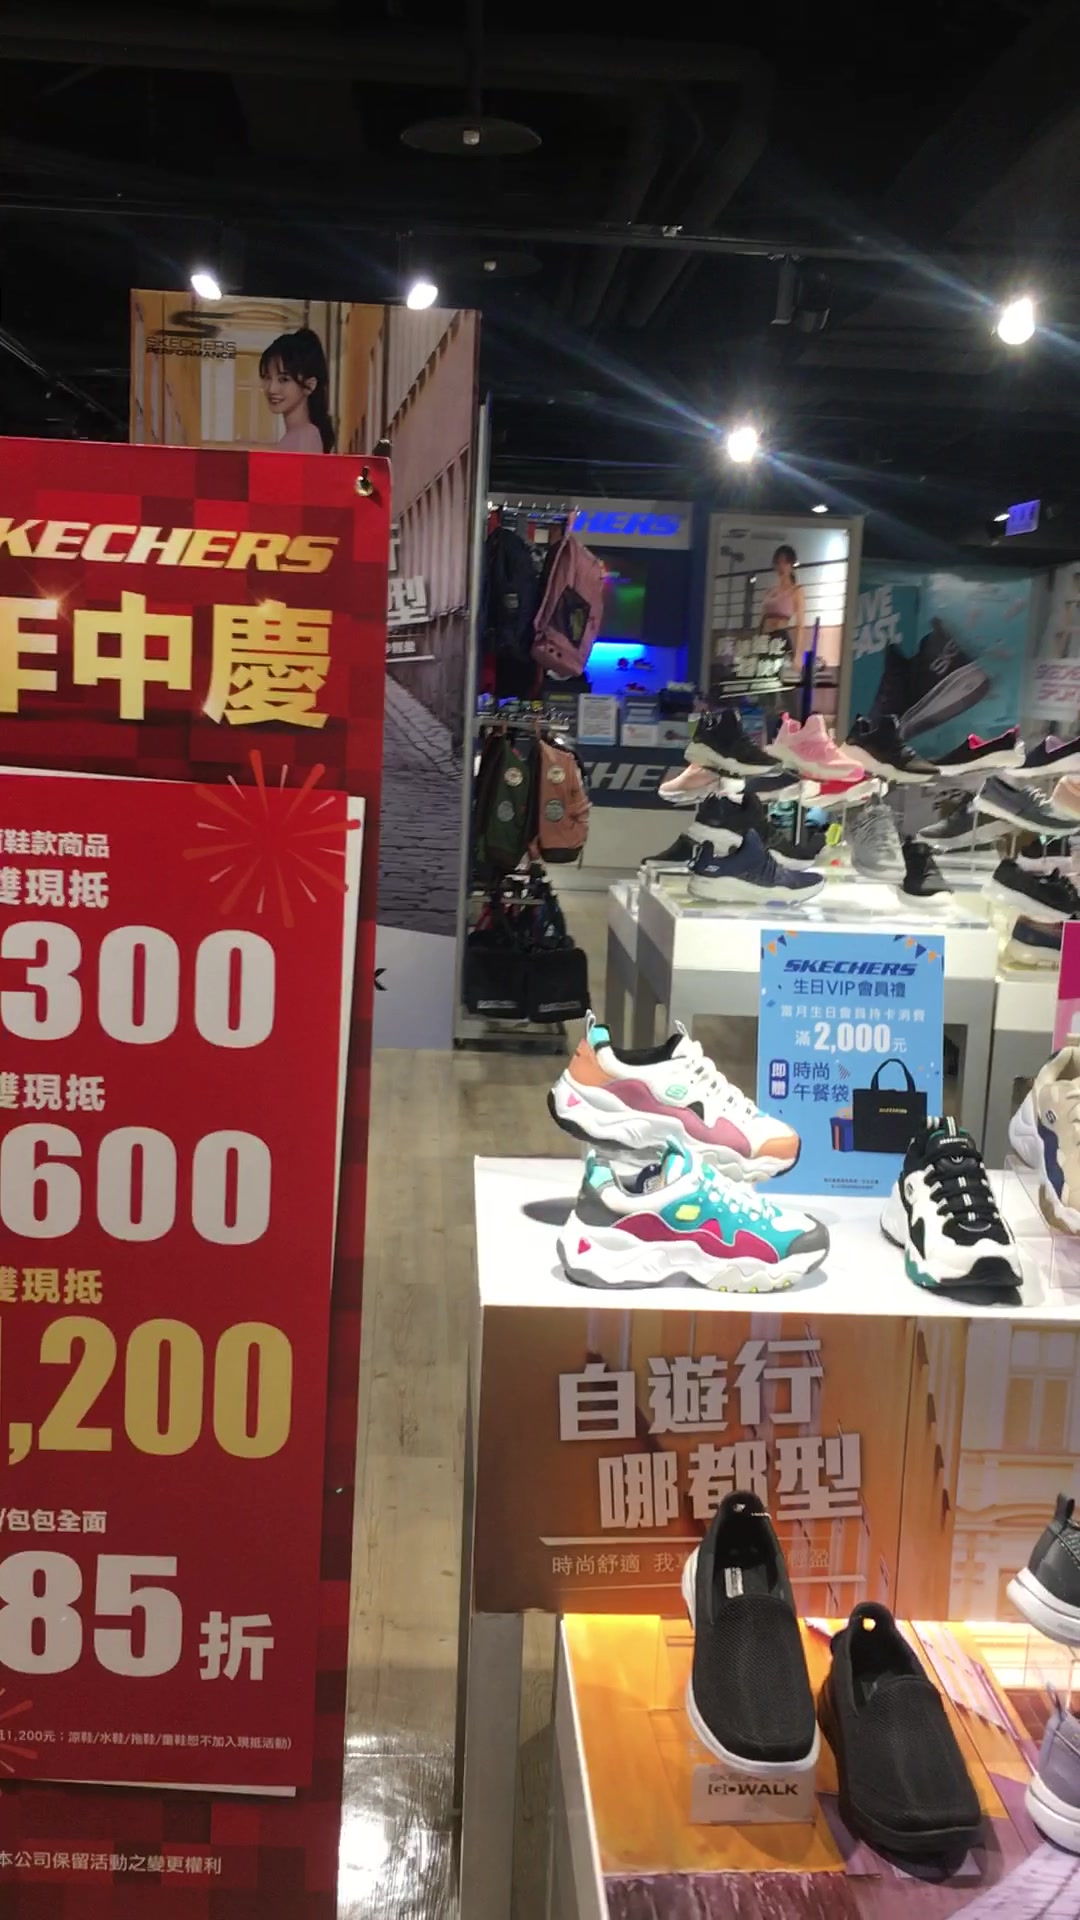 SKECHERS
PERFORMANCE
KECHERS
年中慶
鞋款商品
雙現抵
300
雙現抵
600
雙現抵
,200
/包包全面
85折
1,200元：涼鞋/水鞋/拖鞋/童鞋恕不加入現抵活動)
本公司保留活動之變更權利
型
HERS
SKECHERS
生日VIP會員禮
當月生日會員持卡消費
滿2,000元
即贈
時尚
午餐袋
自遊行
哪都型
時尚舒適 我
GOWALK